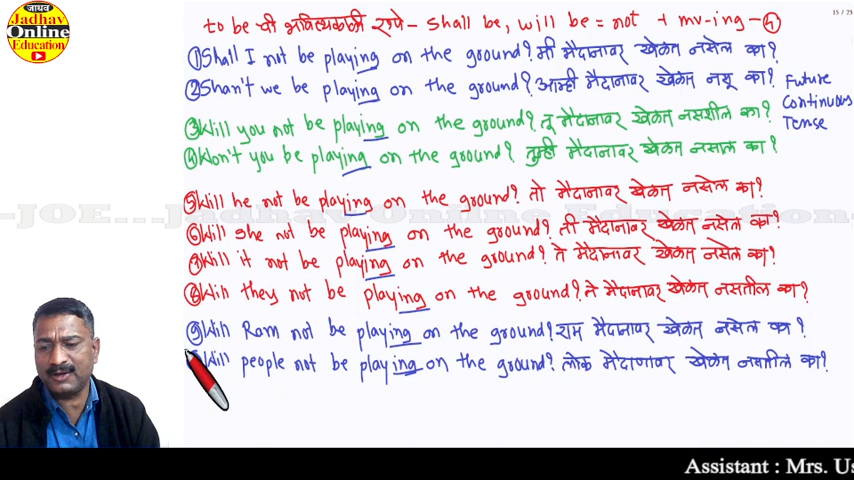 जाधव
Jadhav
Online
Education
15 / 25
to be ची भविष्यकाळी रुपे - Shall be, will be = not + mv-ing - ④
① Shall I not be playing on the ground? मी मैदानावर खेळत नसेल का?
② Shan't we be playing on the ground? आम्ही मैदानावर खेळत नसू का?
Future
Continuous
Tense
③ Will you not be playing on the ground? तू मैदानावर खेळत नसशील का?
④ Won't you be playing on the ground? तुम्ही मैदानावर खेळत नसाल का?
⑤ Will he not be playing on the ground? तो मैदानावर खेळत नसेल का?
-JOE...Jadhav Online Education-
⑥ Will she not be playing on the ground? ती मैदानावर खेळत नसेल का?
⑦ Will it not be playing on the ground? ते मैदानावर खेळत नसेल का?
⑧ Will they not be playing on the ground? ते मैदानावर खेळत नसतील का?
⑨ Will Ram not be playing on the ground? राम मैदानावर खेळत नसेल का?
Will people not be playing on the ground? लोक मैदाणावर खेळत नसतील का?
Assistant : Mrs. Us